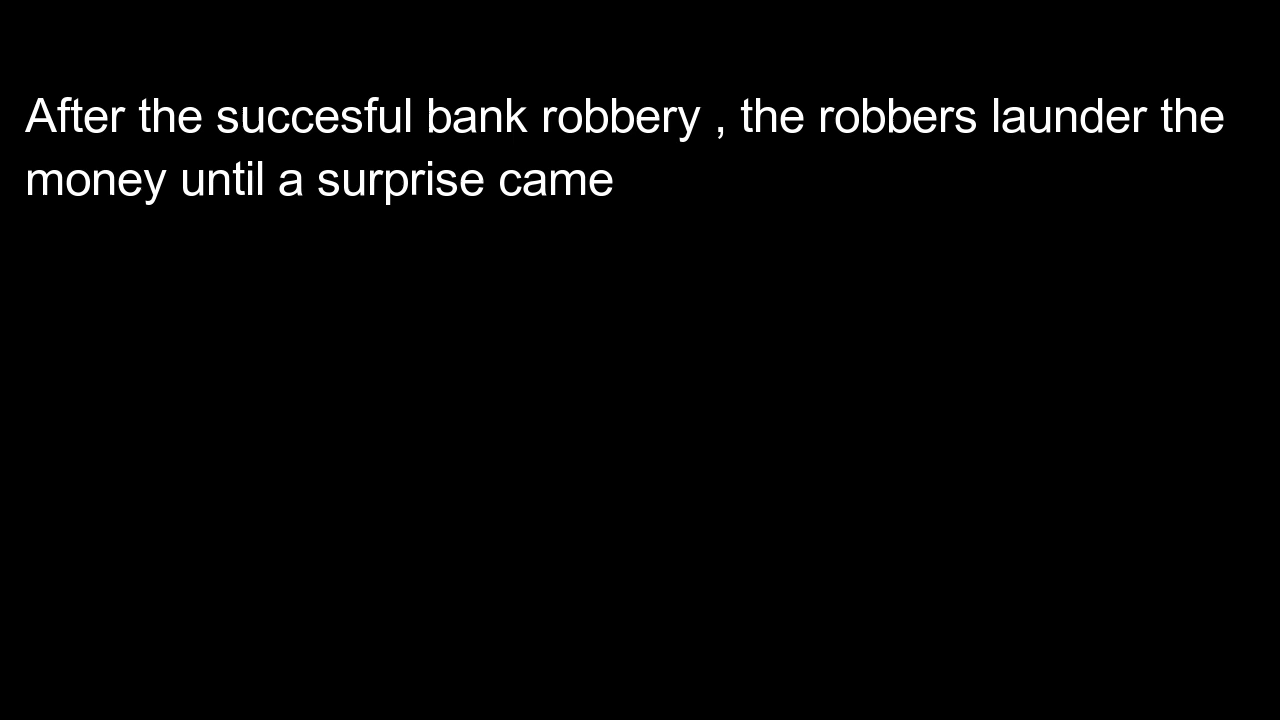 After the succesful bank robbery , the robbers launder the
money until a surprise came